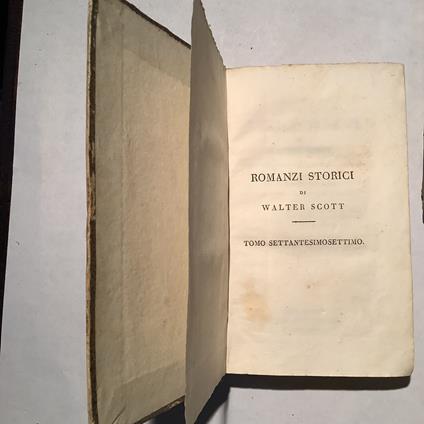 ROMANZI STORICI
DI
WALTER SCOTT
TOMO SETTANTESIMOSETTIMO.